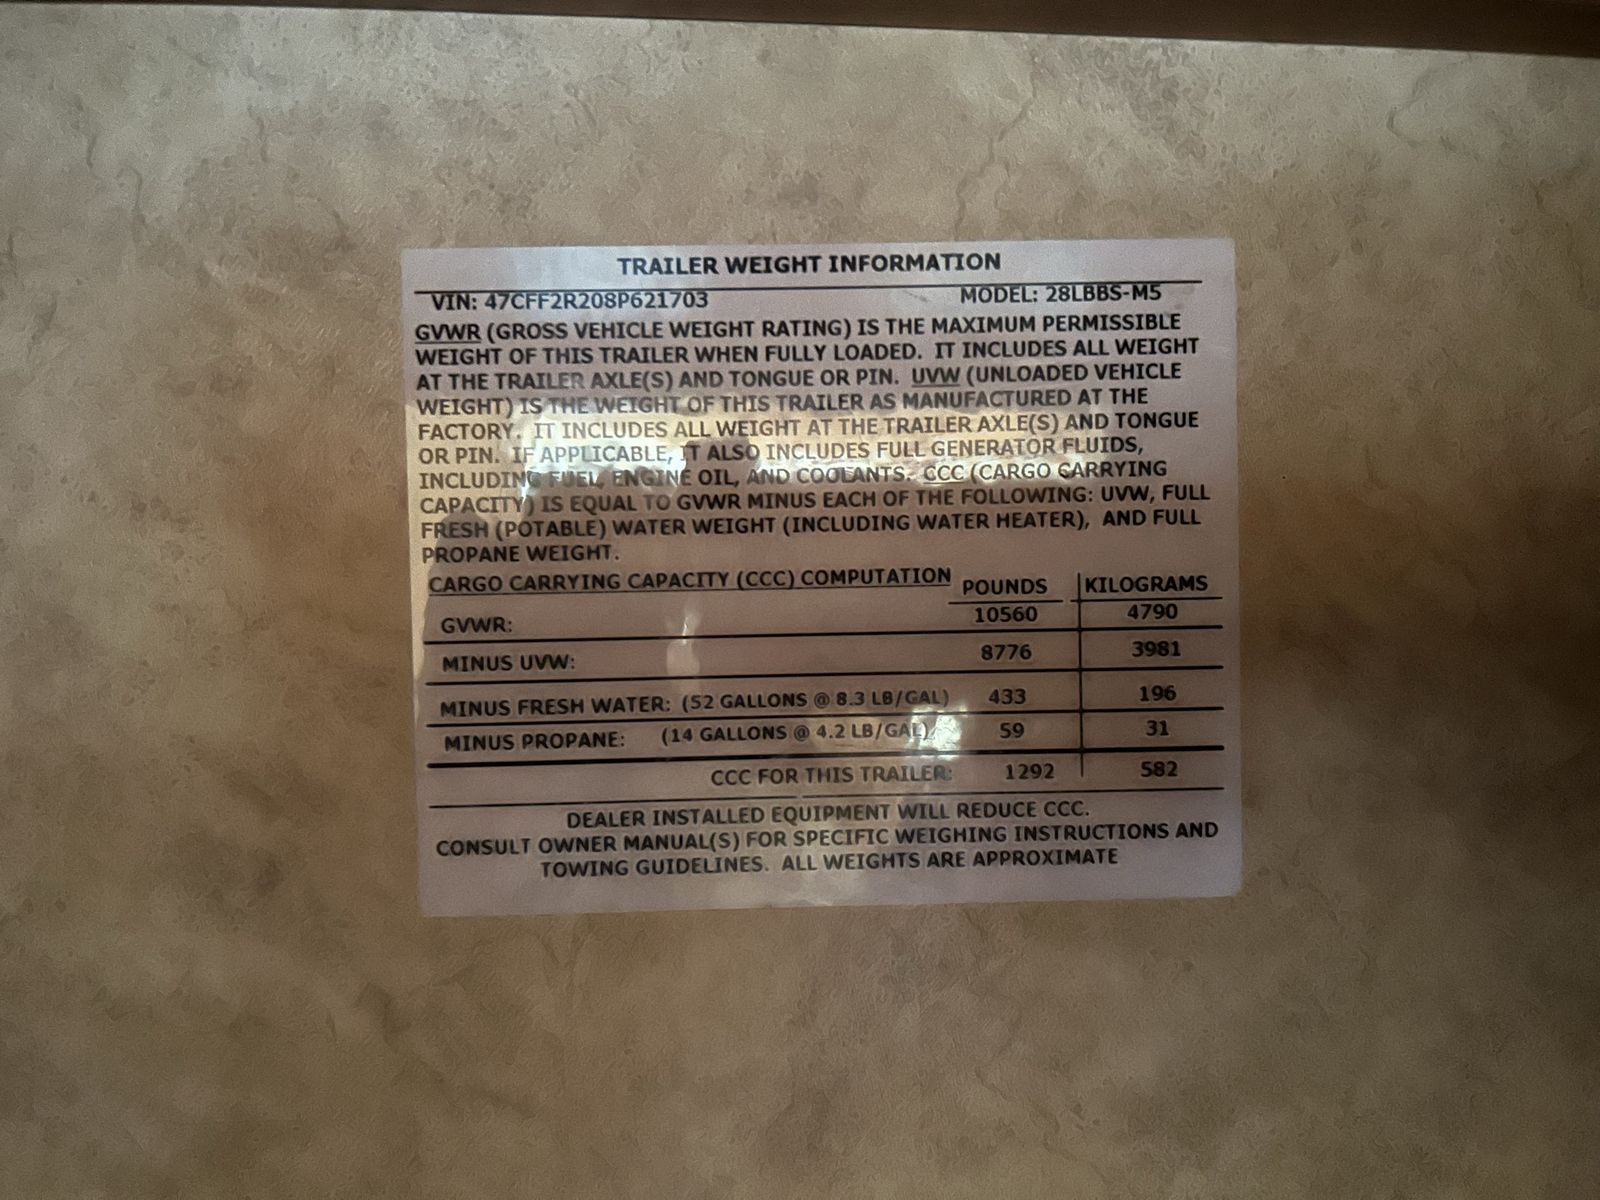 TRAILER WEIGHT INFORMATION
VIN: 47CFF2R208P621703 MODEL: 28LBBS-M5
GVWR (GROSS VEHICLE WEIGHT RATING) IS THE MAXIMUM PERMISSIBLE
WEIGHT OF THIS TRAILER WHEN FULLY LOADED. IT INCLUDES ALL WEIGHT
AT THE TRAILER AXLE(S) AND TONGUE OR PIN. UVW (UNLOADED VEHICLE
WEIGHT) IS THE WEIGHT OF THIS TRAILER AS MANUFACTURED AT THE
FACTORY. IT INCLUDES ALL WEIGHT AT THE TRAILER AXLE(S) AND TONGUE
OR PIN. IF APPLICABLE, IT ALSO INCLUDES FULL GENERATOR FLUIDS,
INCLUDING FUEL, ENGINE OIL, AND COOLANTS. CCC (CARGO CARRYING
CAPACITY) IS EQUAL TO GVWR MINUS EACH OF THE FOLLOWING: UVW, FULL
FRESH (POTABLE) WATER WEIGHT (INCLUDING WATER HEATER), AND FULL
PROPANE WEIGHT.
CARGO CARRYING CAPACITY (CCC) COMPUTATION POUNDS KILOGRAMS
GVWR: 10560 4790
MINUS UVW: 8776 3981
MINUS FRESH WATER: (52 GALLONS @ 8.3 LB/GAL) 433 196
MINUS PROPANE: (14 GALLONS @ 4.2 LB/GAL) 59 31
CCC FOR THIS TRAILER: 1292 582
DEALER INSTALLED EQUIPMENT WILL REDUCE CCC.
CONSULT OWNER MANUAL(S) FOR SPECIFIC WEIGHING INSTRUCTIONS AND
TOWING GUIDELINES. ALL WEIGHTS ARE APPROXIMATE